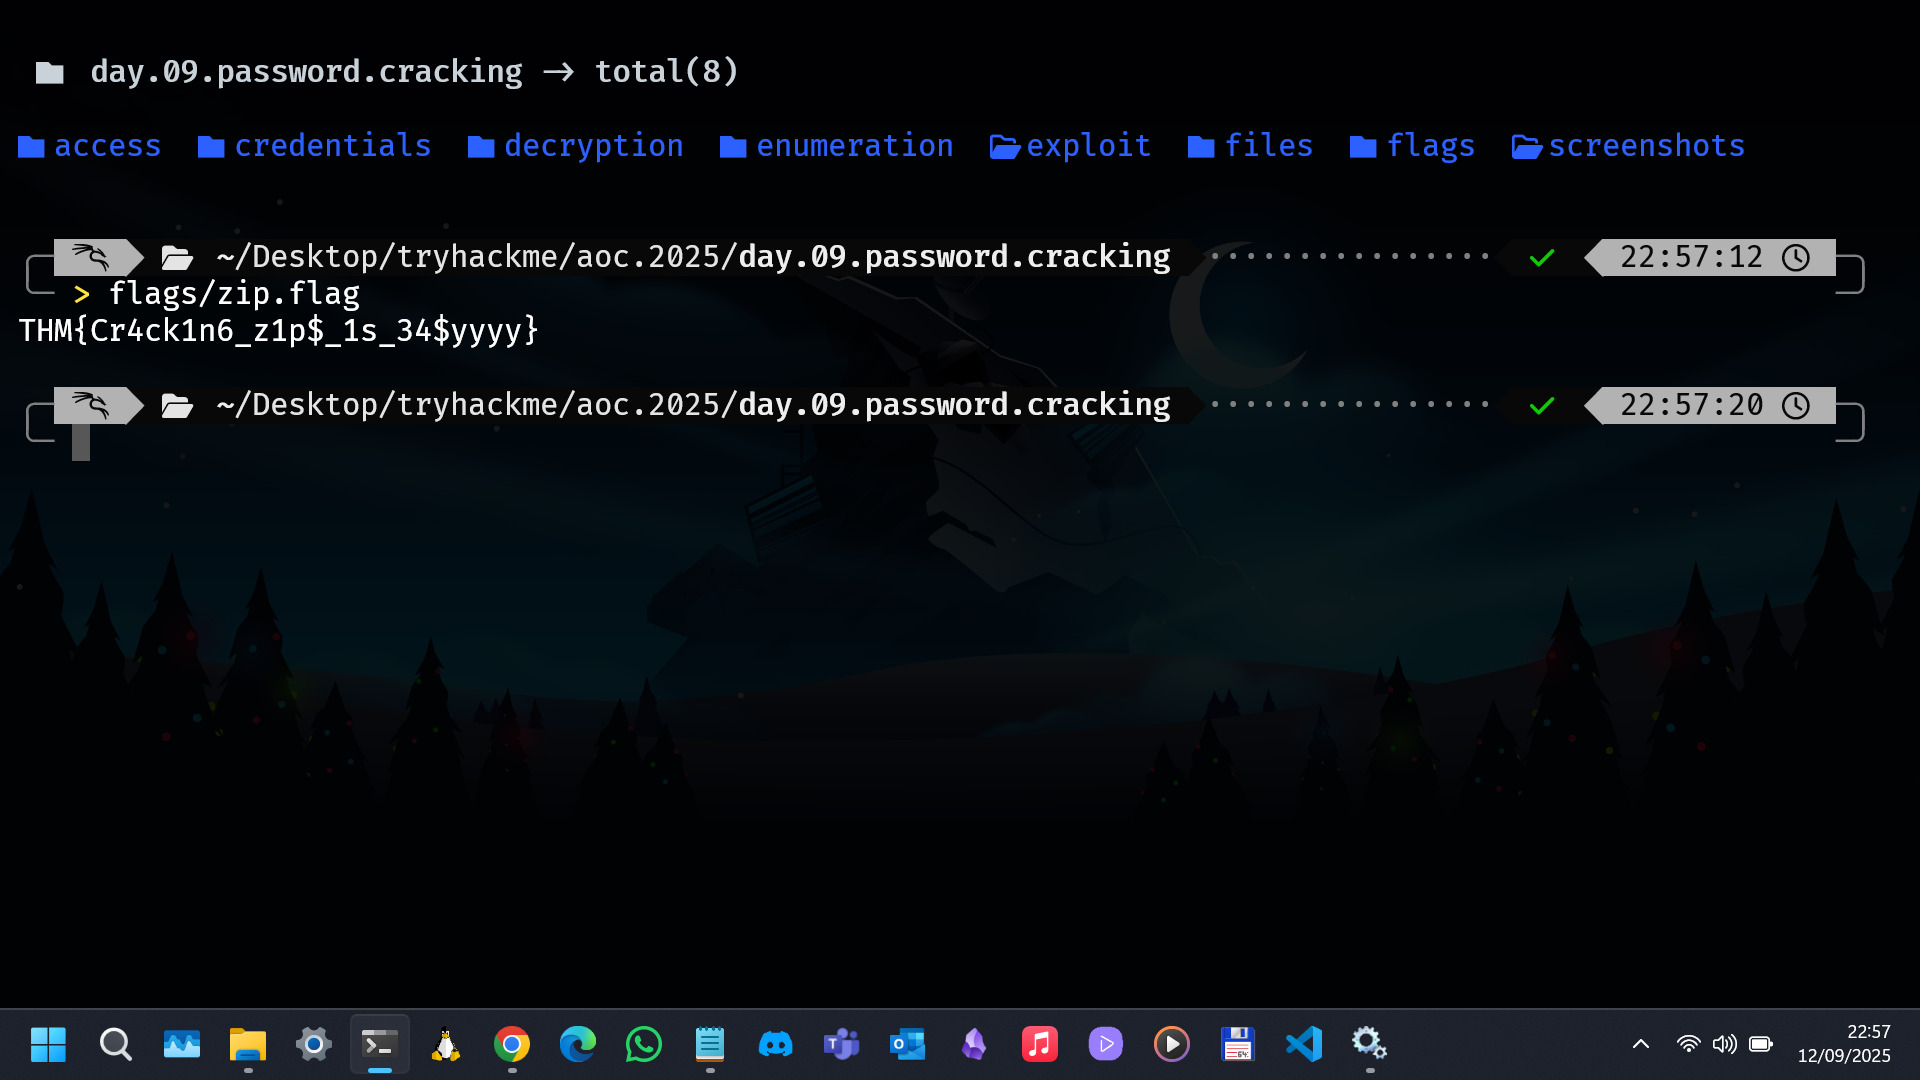 day.09.password.cracking → total(8)
access credentials decryption enumeration exploit files flags screenshots
~/Desktop/tryhackme/aoc.2025/day.09.password.cracking ················ ✓ 22:57:12
> flags/zip.flag
THM{Cr4ck1n6_z1p$_1s_34$yyyy}
~/Desktop/tryhackme/aoc.2025/day.09.password.cracking ················ ✓ 22:57:20
22:57
12/09/2025